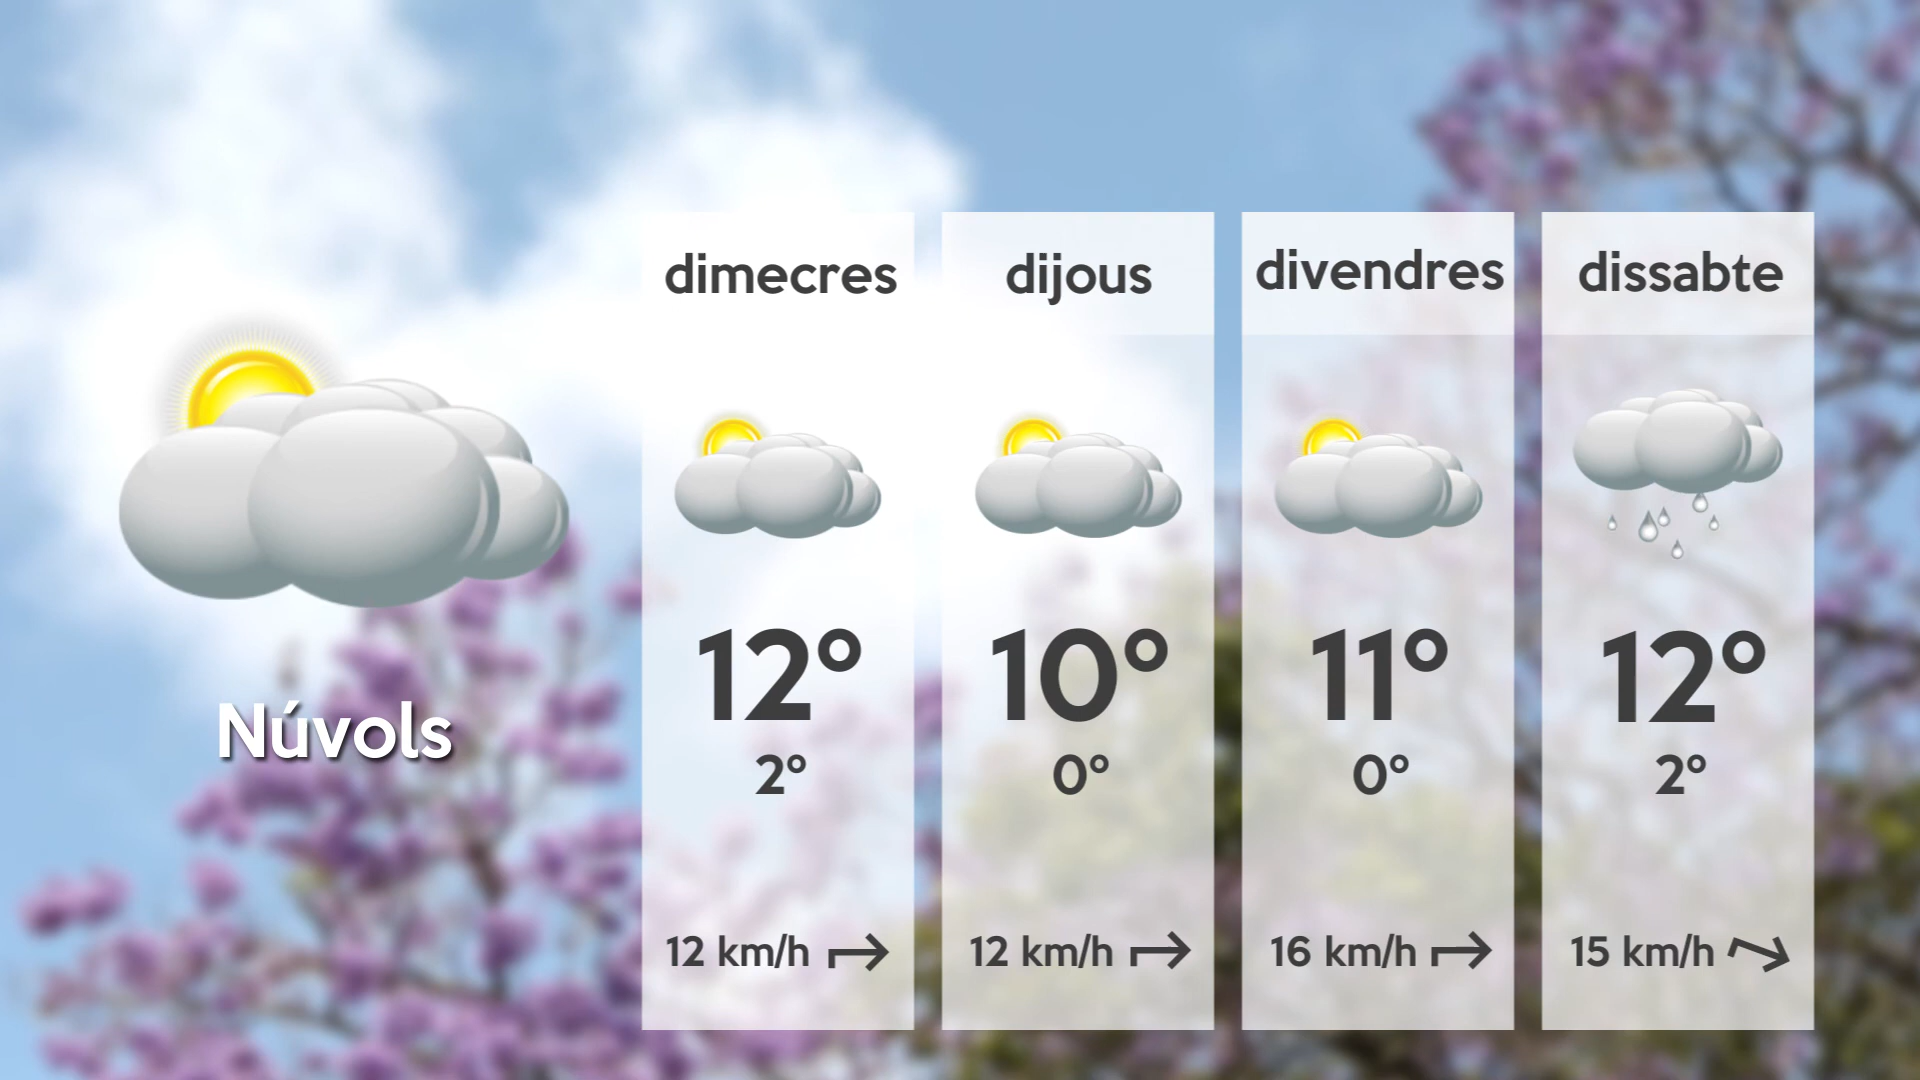 Núvols
dimecres
12°
2°
12 km/h
dijous
10°
0°
12 km/h
divendres
11°
0°
16 km/h
dissabte
12°
2°
15 km/h